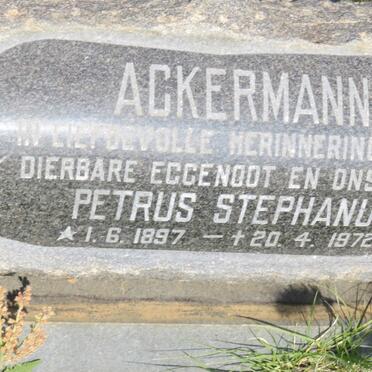 ACKERMANN
IN LIEFDEVOLLE HERINNERIN
DIERBARE EGGENOOT EN ONS
PETRUS STEPHANU
★ 1. 6. 1897 — + 20. 4. 1972